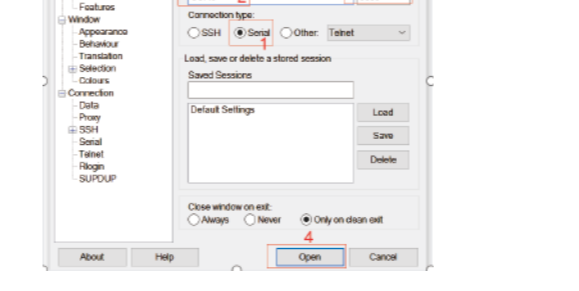 Features
Window
2
Appearance
Connection type:
Behaviour
SSH Serial Other: Telnet
1
Translation
Selection
Load, save or delete a stored session
Colours
Saved Sessions
Connection
Data
Default Settings
Load
Proxy
SSH
Save
Serial
Telnet
Delete
Rlogin
SUPDUP
Close window on exit:
Always Never Only on clean exit
4
About Help Open Cancel